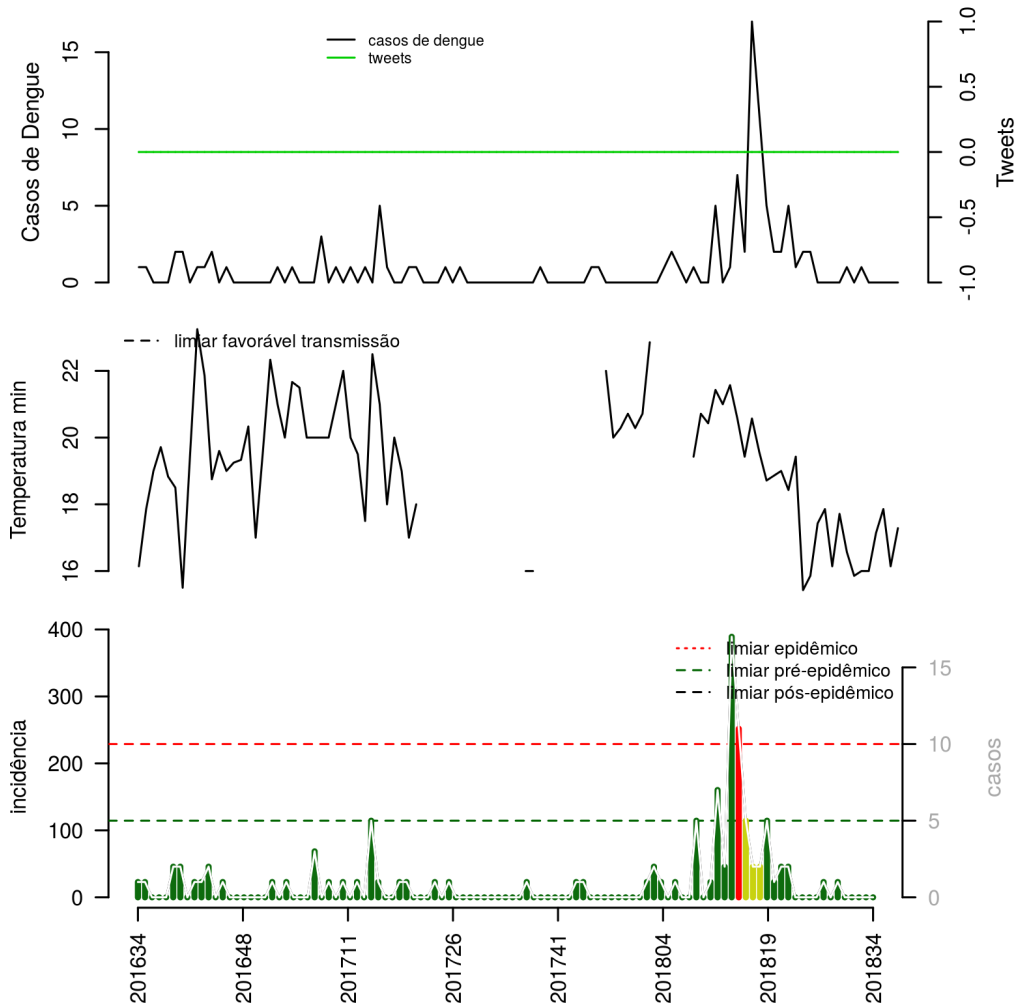 casos de dengue
tweets
Casos de Dengue
0
5
10
15
Tweets
-1.0
-0.5
0.0
0.5
1.0
limiar favorável transmissão
Temperatura min
16
18
20
22
limiar epidêmico
limiar pré-epidêmico
limiar pós-epidêmico
incidência
0
100
200
300
400
casos
0
5
10
15
201634
201648
201711
201726
201741
201804
201819
201834